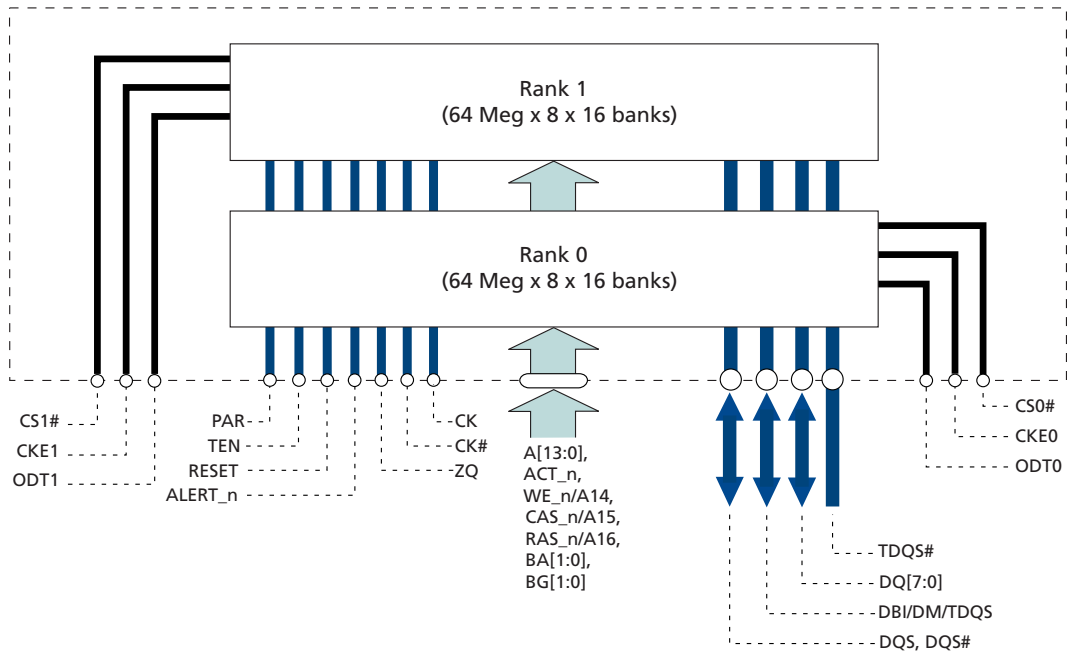 Rank 1
(64 Meg x 8 x 16 banks)
Rank 0
(64 Meg x 8 x 16 banks)
CS1#
CKE1
ODT1
PAR
TEN
RESET
ALERT_n
CK
CK#
ZQ
A[13:0],
ACT_n,
WE_n/A14,
CAS_n/A15,
RAS_n/A16,
BA[1:0],
BG[1:0]
CS0#
CKE0
ODT0
TDQS#
DQ[7:0]
DBI/DM/TDQS
DQS, DQS#